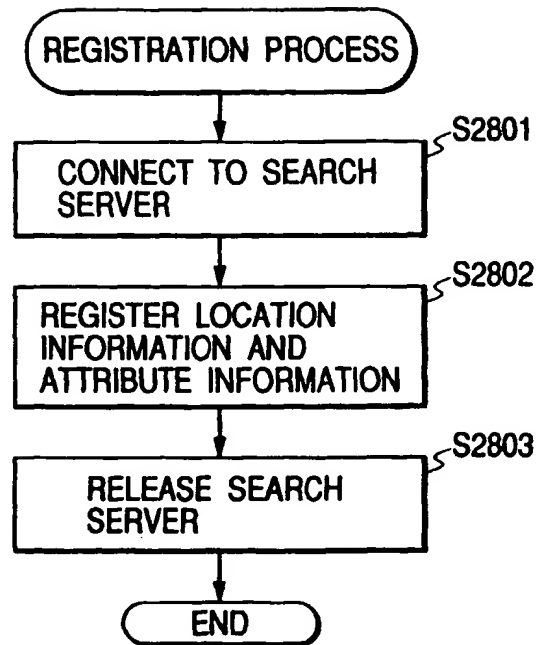 REGISTRATION PROCESS
S2801
CONNECT TO SEARCH
SERVER
S2802
REGISTER LOCATION
INFORMATION AND
ATTRIBUTE INFORMATION
S2803
RELEASE SEARCH
SERVER
END